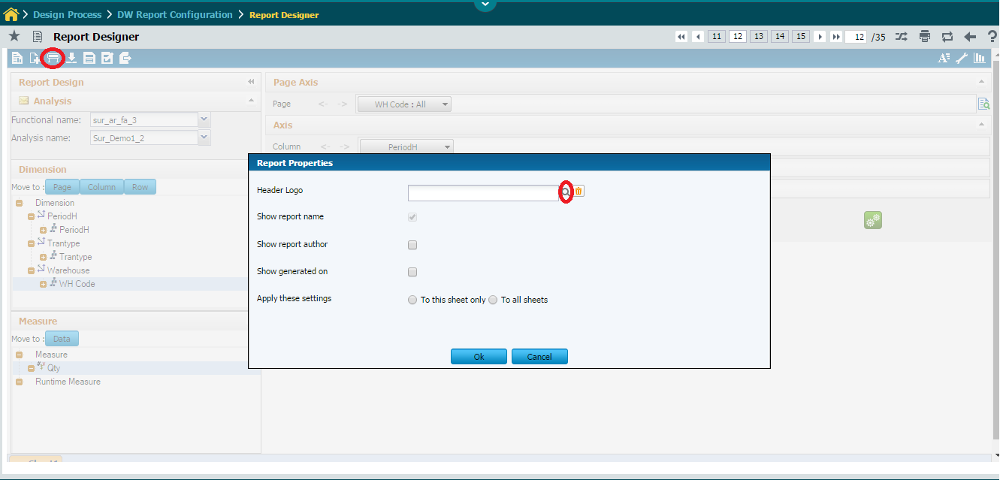 Design Process > DW Report Configuration > Report Designer
Report Designer
11 12 13 14 15 12 /35 ?
Report Design
Analysis
Functional name: sur_ar_fa_3
Analysis name: Sur_Demo1_2
Dimension
Move to : Page Column Row
Dimension
PeriodH
PeriodH
Trantype
Trantype
Warehouse
WH Code
Measure
Move to : Data
Measure
Qty
Runtime Measure
Page Axis
Page <- -> WH Code : All
Axis
Column <- -> PeriodH
Report Properties
Header Logo
Show report name
Show report author
Show generated on
Apply these settings To this sheet only To all sheets
Ok Cancel